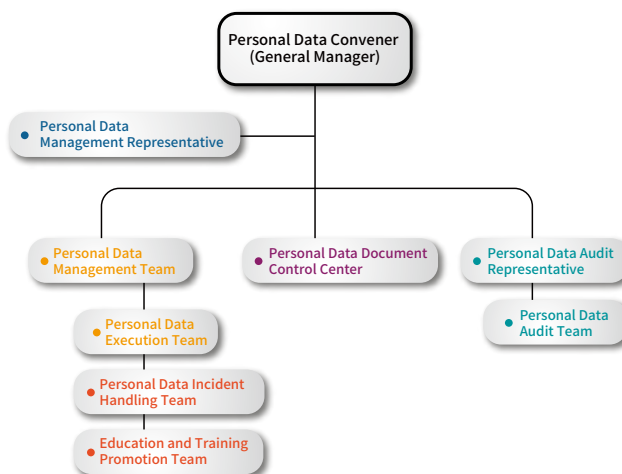 Personal Data Convener
(General Manager)
Personal Data
Management Representative
Personal Data
Management Team
Personal Data Document
Control Center
Personal Data Audit
Representative
Personal Data
Execution Team
Personal Data
Audit Team
Personal Data Incident
Handling Team
Education and Training
Promotion Team